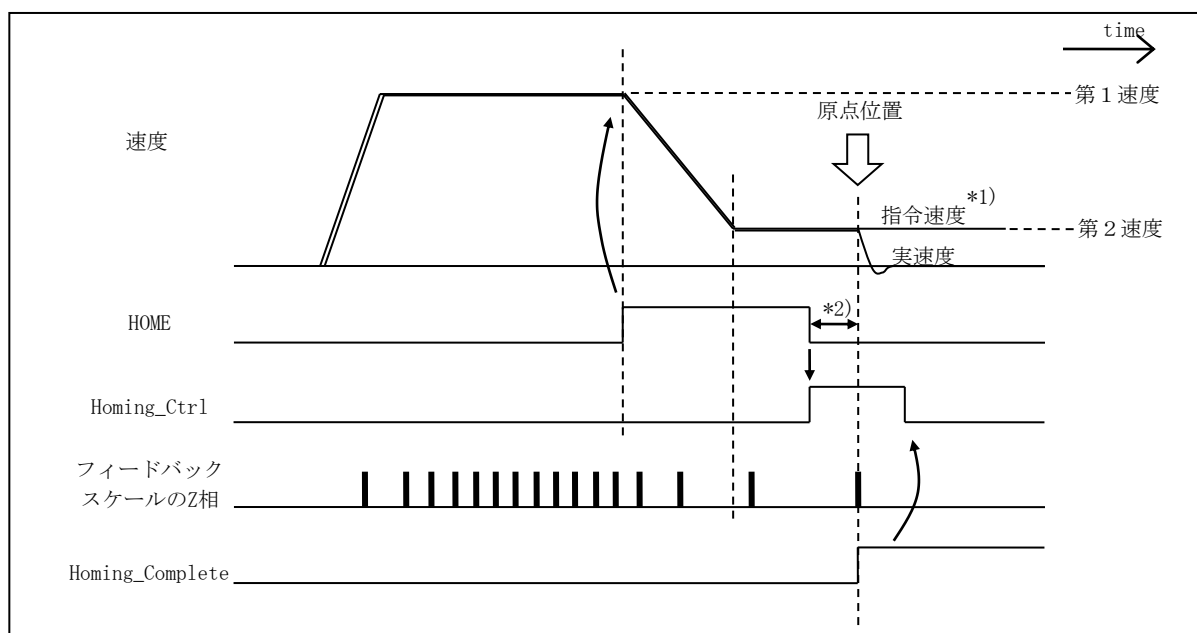 time
第１速度
原点位置
速度
指令速度*1)
第２速度
実速度
HOME
*2)
Homing_Ctrl
フィードバック
スケールのZ相
Homing_Complete